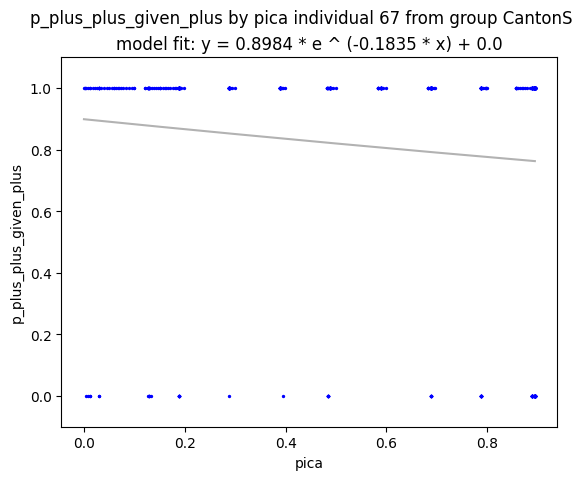 p_plus_plus_given_plus by pica individual 67 from group CantonS
model fit: y = 0.8984 * e ^ (-0.1835 * x) + 0.0
1.0
0.8
0.6
0.4
0.2
0.0
p_plus_plus_given_plus
0.0 0.2 0.4 0.6 0.8
pica